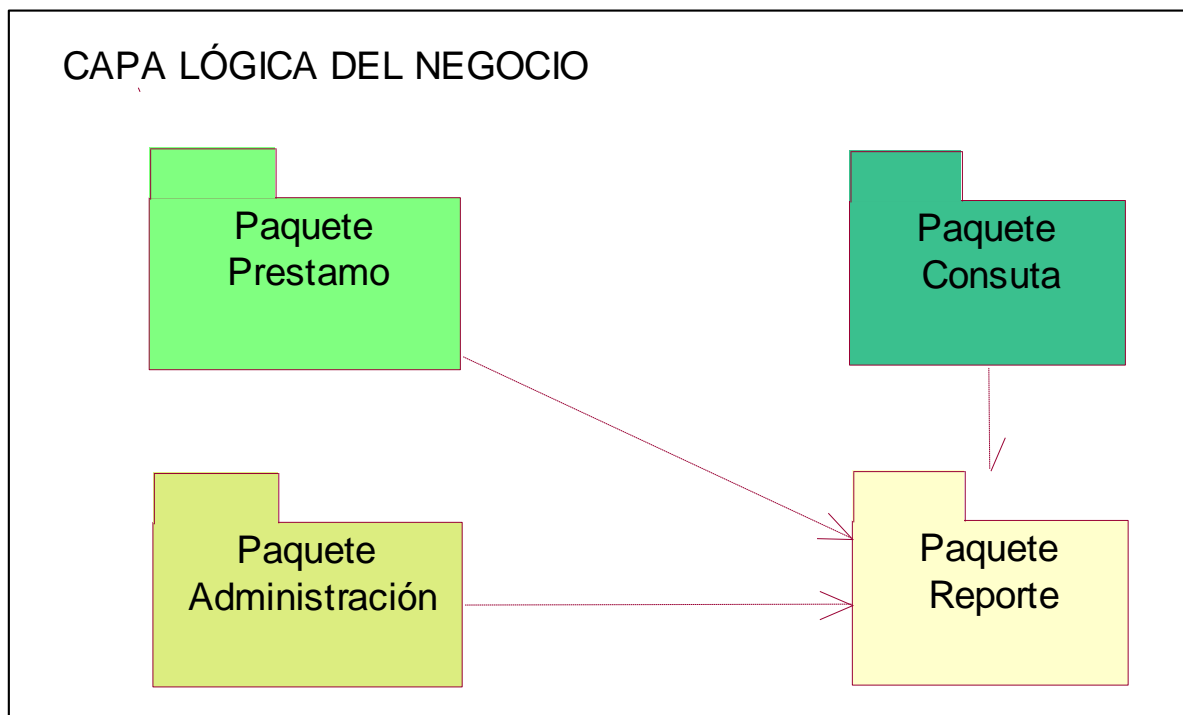 CAPA LÓGICA DEL NEGOCIO
Paquete
Prestamo
Paquete
Consuta
Paquete
Administración
Paquete
Reporte